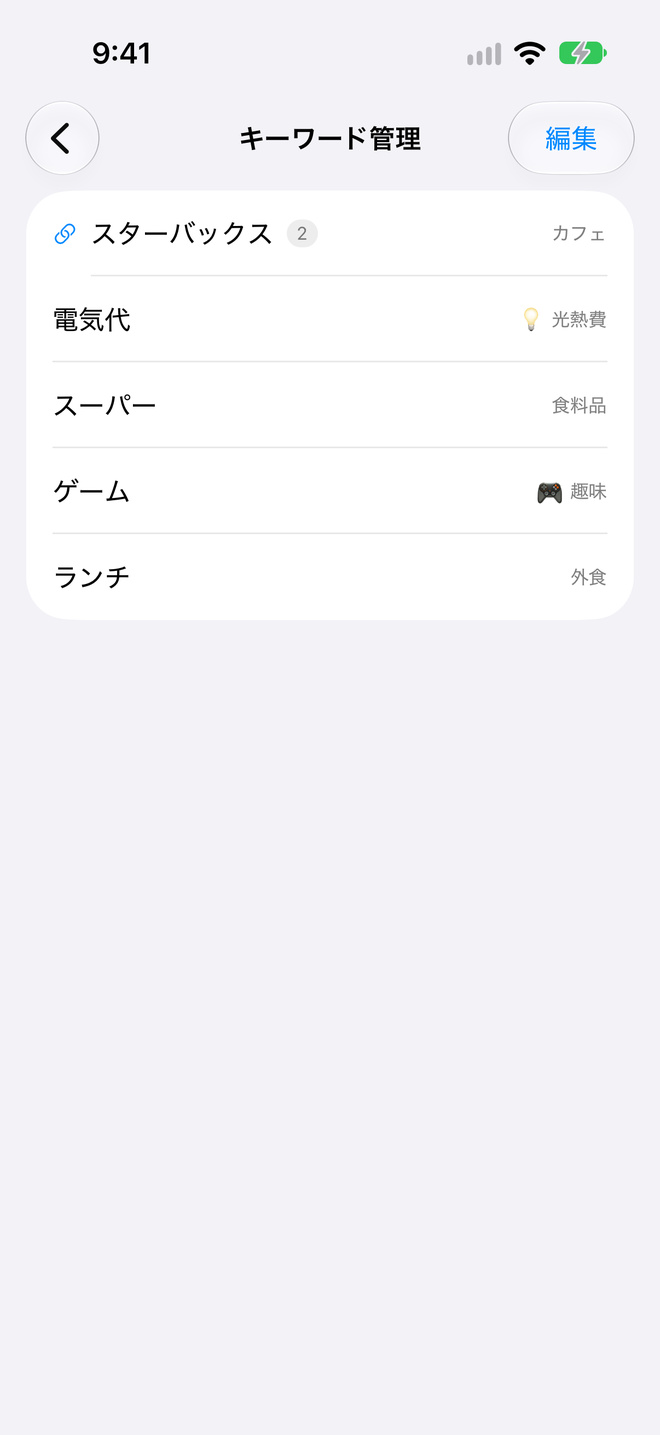 9:41
キーワード管理
編集
スターバックス 2 カフェ
電気代 💡 光熱費
スーパー 食料品
ゲーム 🎮 趣味
ランチ 外食